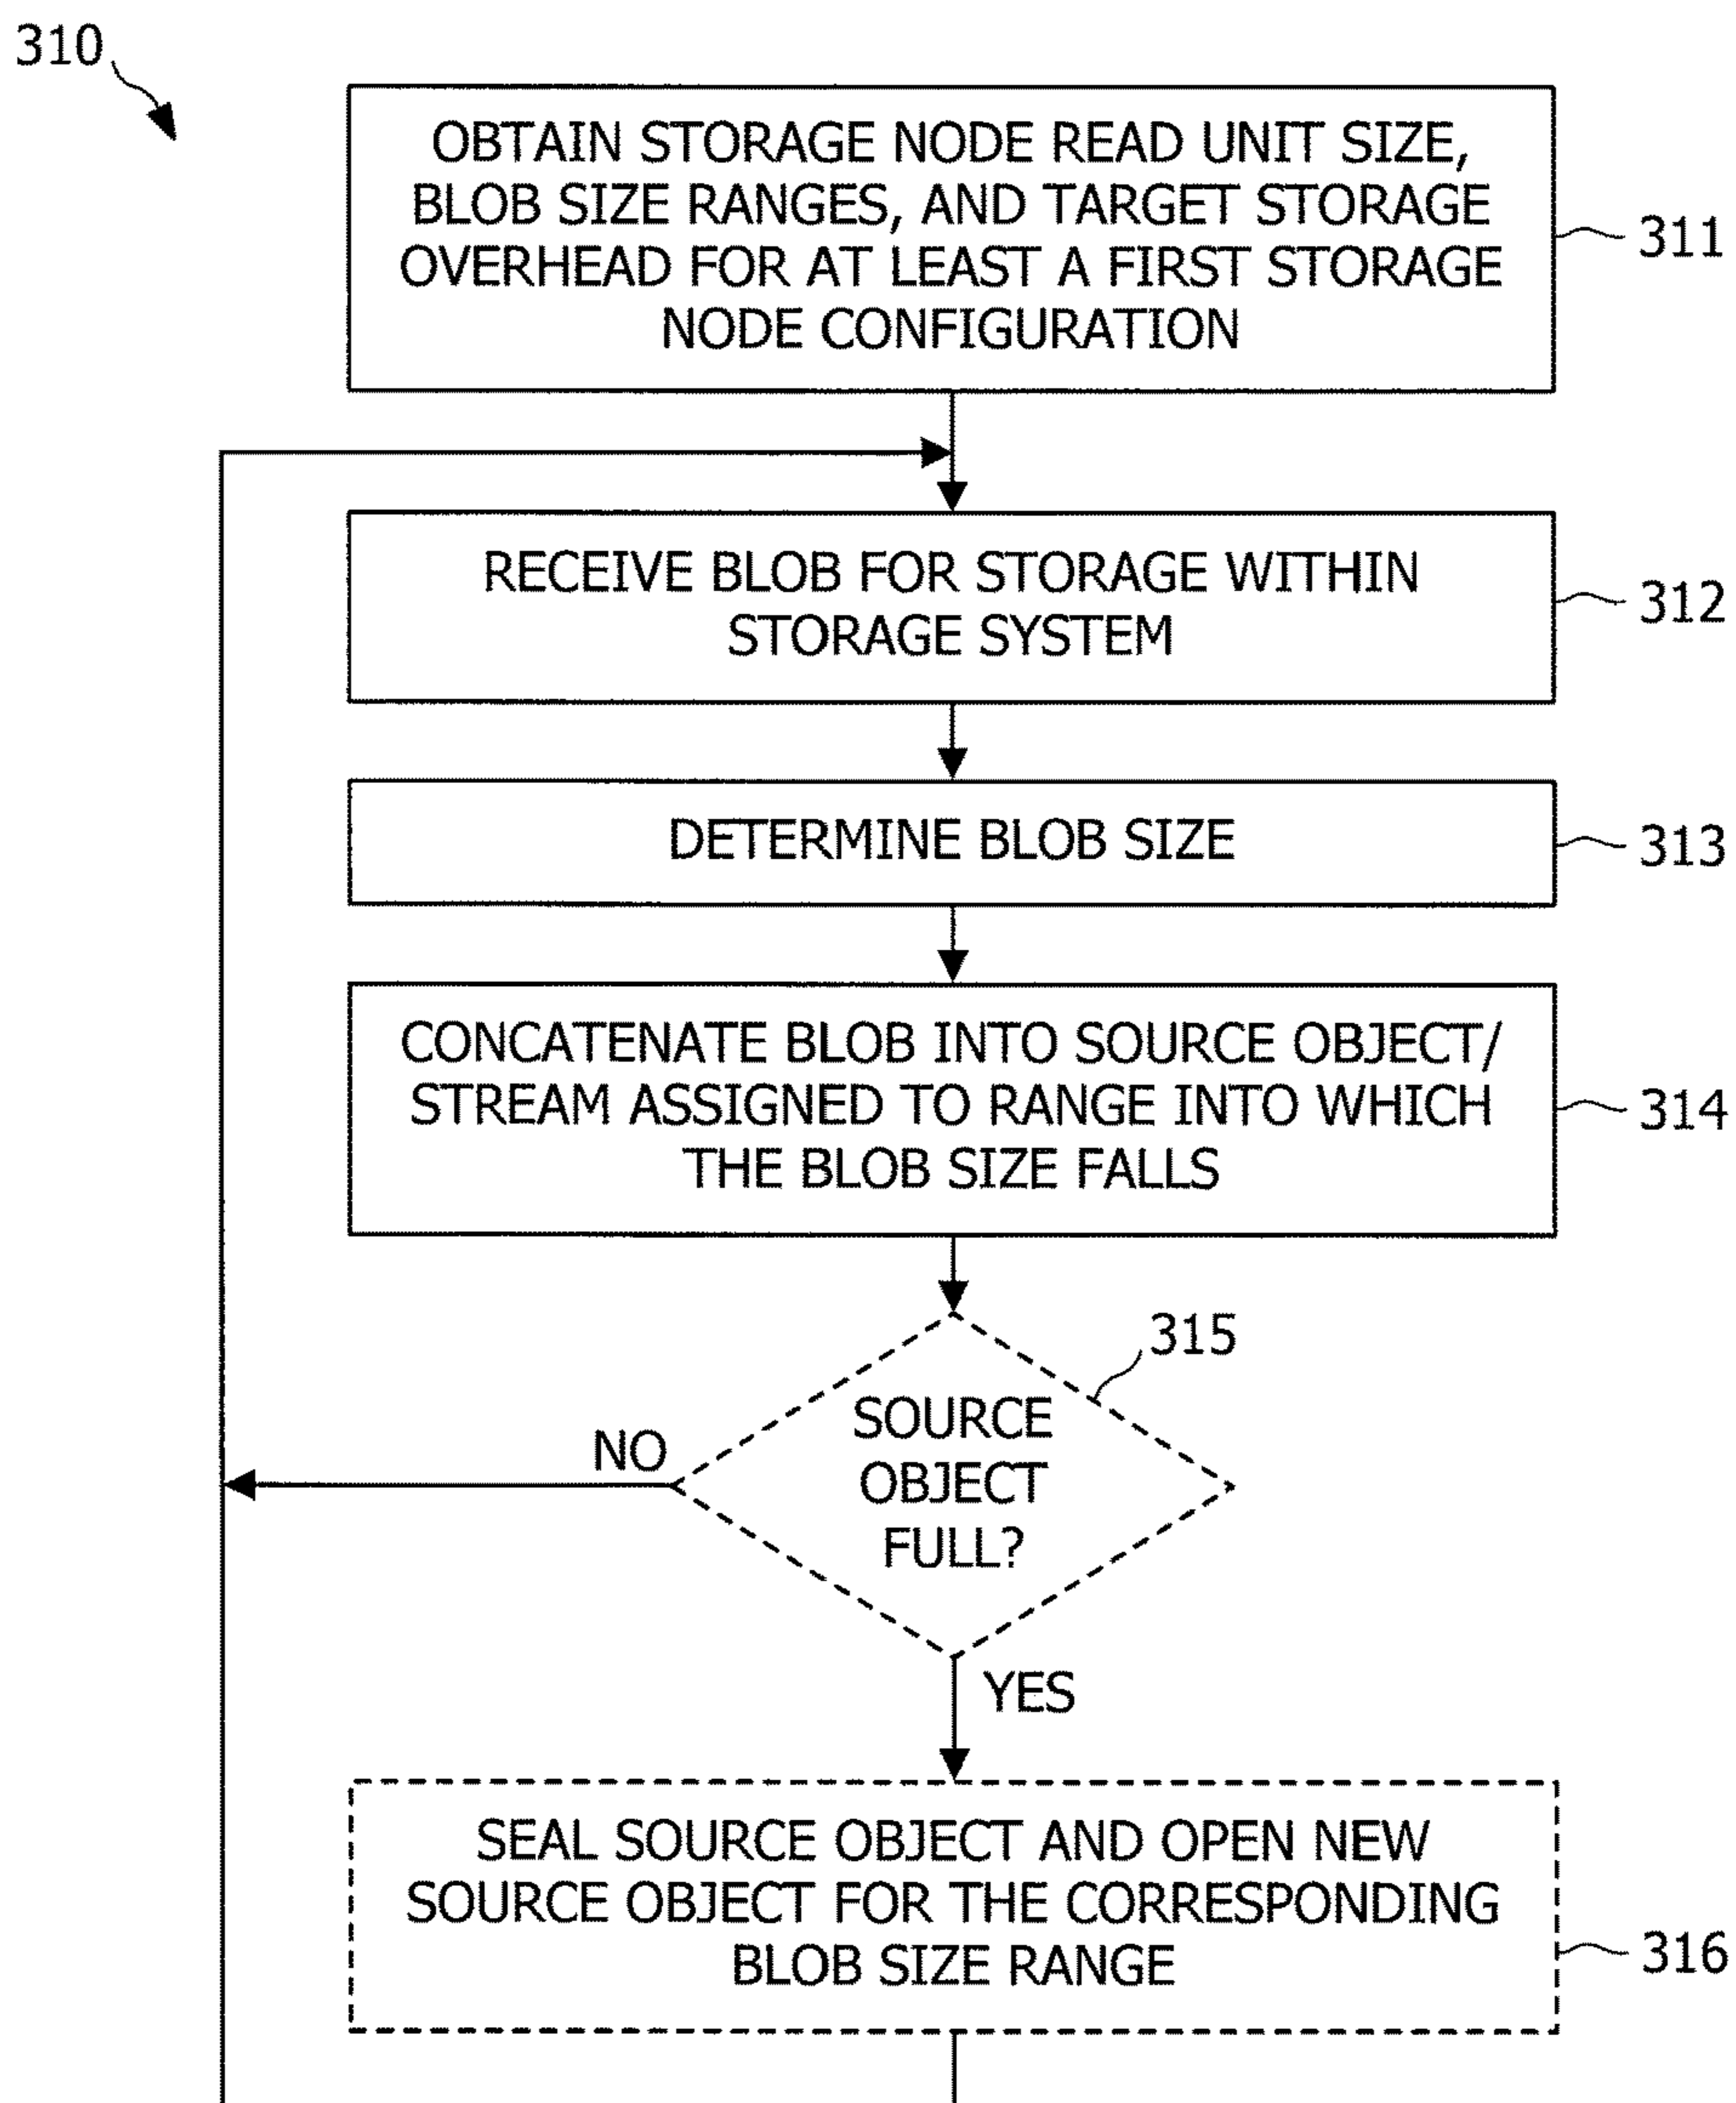 310
OBTAIN STORAGE NODE READ UNIT SIZE,
BLOB SIZE RANGES, AND TARGET STORAGE
OVERHEAD FOR AT LEAST A FIRST STORAGE
NODE CONFIGURATION
311
RECEIVE BLOB FOR STORAGE WITHIN
STORAGE SYSTEM
312
DETERMINE BLOB SIZE
313
CONCATENATE BLOB INTO SOURCE OBJECT/
STREAM ASSIGNED TO RANGE INTO WHICH
THE BLOB SIZE FALLS
314
315
SOURCE
OBJECT
FULL?
NO
YES
SEAL SOURCE OBJECT AND OPEN NEW
SOURCE OBJECT FOR THE CORRESPONDING
BLOB SIZE RANGE
316